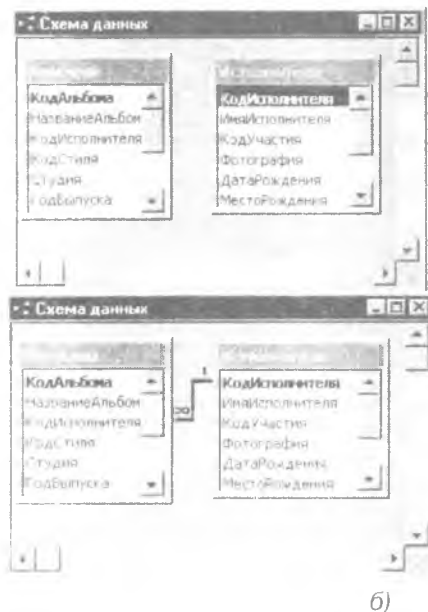 Схема данных
КодАльбома
НазваниеАльбом
КодИсполнителя
КодСтиля
Студия
ГодВыпуска
КодИсполнителя
ИмяИсполнителя
КодУчастия
Фотография
ДатаРождения
МестоРождения
Схема данных
КодАльбома
НазваниеАльбом
КодИсполнителя
КодСтиля
Студия
ГодВыпуска
∞
1
КодИсполнителя
ИмяИсполнителя
КодУчастия
Фотография
ДатаРождения
МестоРождения
б)